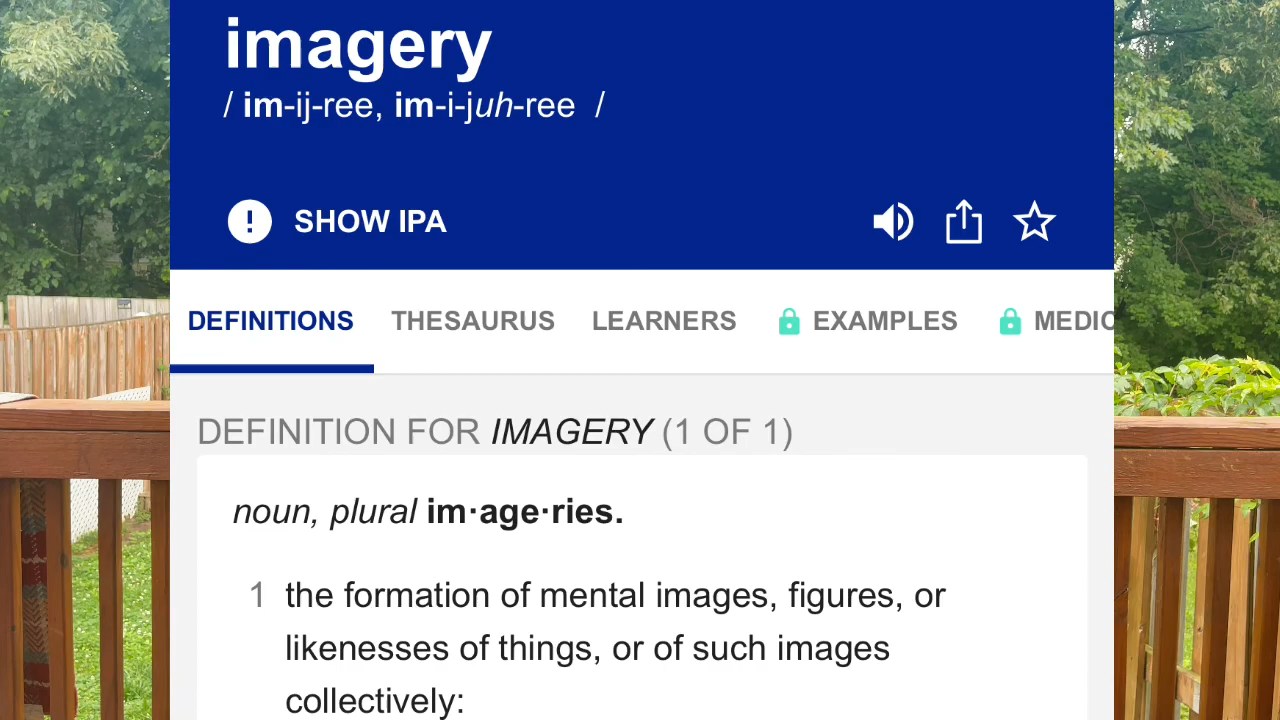 imagery
/ im-ij-ree, im-i-juh-ree /
! SHOW IPA
DEFINITIONS THESAURUS LEARNERS EXAMPLES MEDIC
DEFINITION FOR IMAGERY (1 OF 1)
noun, plural im·age·ries.
1 the formation of mental images, figures, or
likenesses of things, or of such images
collectively: